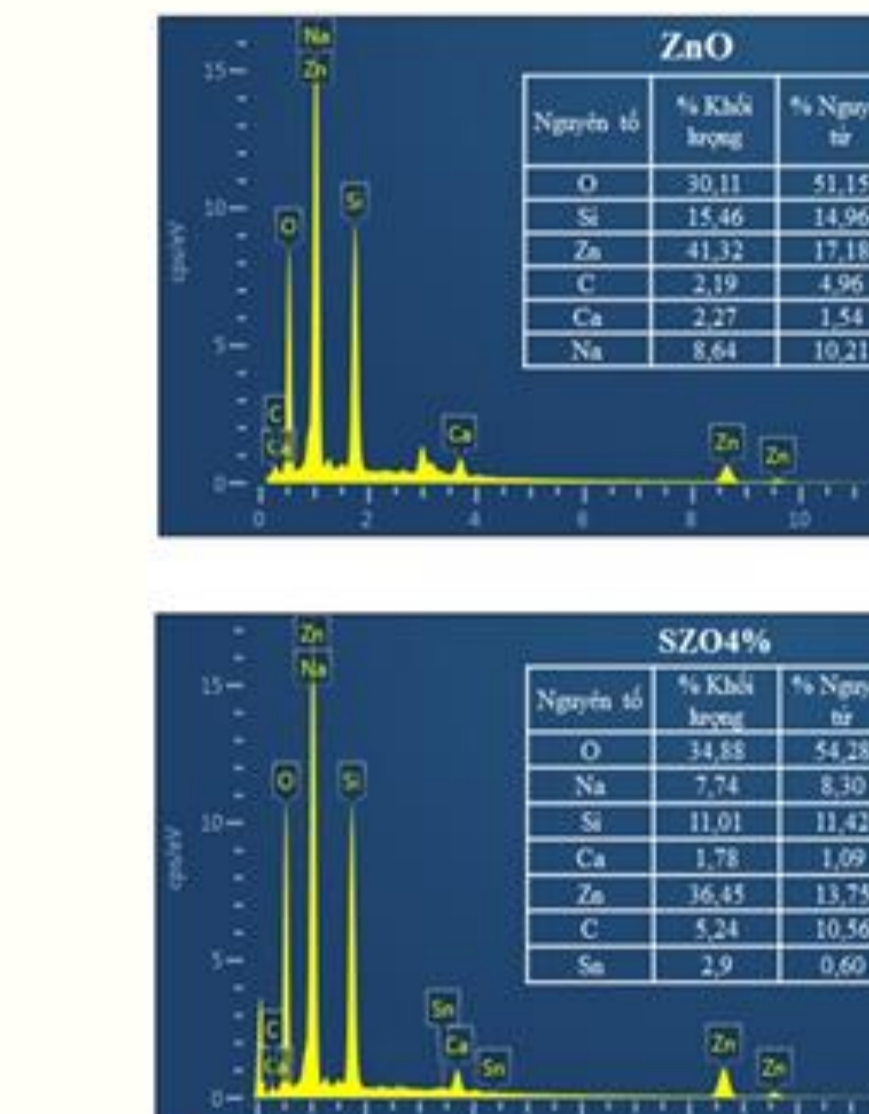 Na
ZnO
15
Zn
Nguyên tố % Khối lượng % Nguy tử
O 30,11 51,15
Si 15,46 14,96
Zn 41,32 17,18
C 2,19 4,96
Ca 2,27 1,54
Na 8,64 10,21
10
Si
O
cps/eV
5
C
Ca
Ca
Zn
Zn
0
0 2 4 6 8 10
Zn
SZO4%
Na
15
Nguyên tố % Khối lượng % Nguy tử
O 34,88 54,28
Na 7,74 8,30
Si 11,01 11,42
Ca 1,78 1,09
Zn 36,45 13,75
C 5,24 10,56
Sn 2,9 0,60
O
Si
10
cps/eV
5
Sn
C
Ca
Zn
Ca
Sn
Zn
0